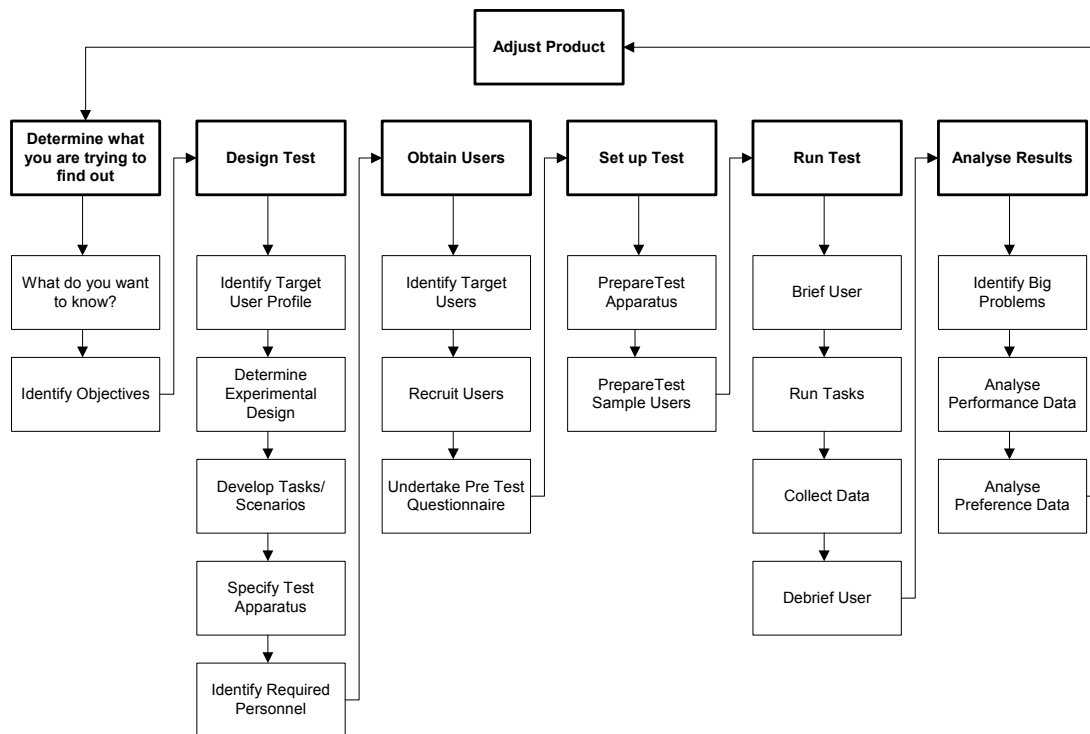 Adjust Product
Determine what
you are trying to
find out
What do you want
to know?
Identify Objectives
Design Test
Identify Target
User Profile
Determine
Experimental
Design
Develop Tasks/
Scenarios
Specify Test
Apparatus
Identify Required
Personnel
Obtain Users
Identify Target
Users
Recruit Users
Undertake Pre Test
Questionnaire
Set up Test
PrepareTest
Apparatus
PrepareTest
Sample Users
Run Test
Brief User
Run Tasks
Collect Data
Debrief User
Analyse Results
Identify Big
Problems
Analyse
Performance Data
Analyse
Preference Data